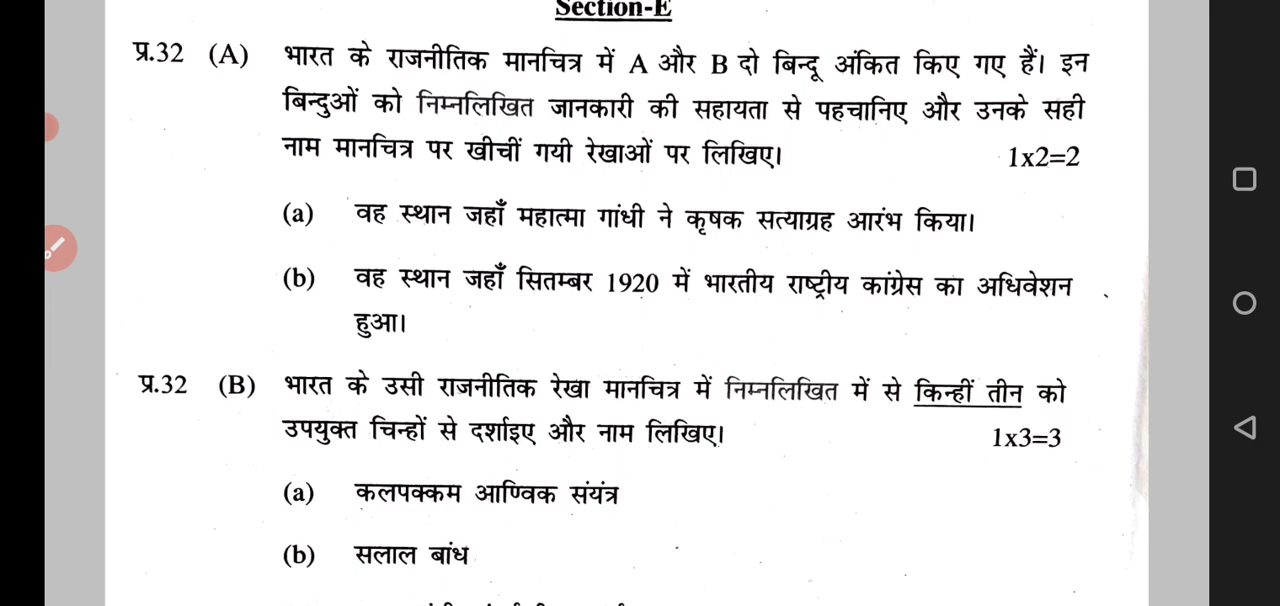 Section-E
प्र.32 (A) भारत के राजनीतिक मानचित्र में A और B दो बिन्दू अंकित किए गए हैं। इन
बिन्दुओं को निम्नलिखित जानकारी की सहायता से पहचानिए और उनके सही
नाम मानचित्र पर खीचीं गयी रेखाओं पर लिखिए। 1x2=2
(a) वह स्थान जहाँ महात्मा गांधी ने कृषक सत्याग्रह आरंभ किया।
(b) वह स्थान जहाँ सितम्बर 1920 में भारतीय राष्ट्रीय कांग्रेस का अधिवेशन
हुआ।
प्र.32 (B) भारत के उसी राजनीतिक रेखा मानचित्र में निम्नलिखित में से किन्हीं तीन को
उपयुक्त चिन्हों से दर्शाइए और नाम लिखिए। 1x3=3
(a) कलपक्कम आण्विक संयंत्र
(b) सलाल बांध